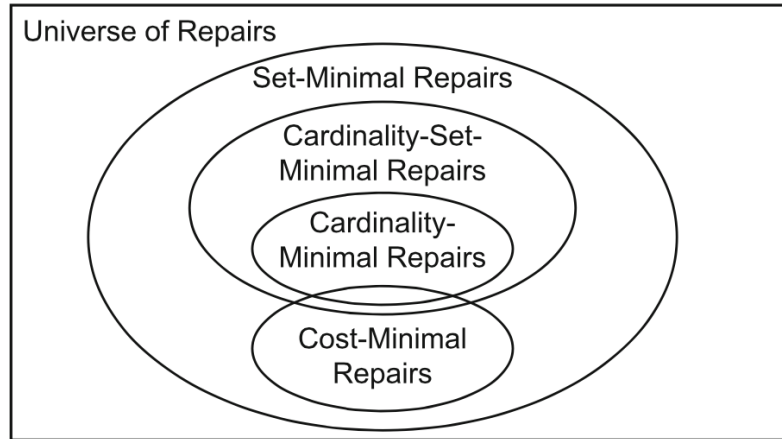 Universe of Repairs
Set-Minimal Repairs
Cardinality-Set-
Minimal Repairs
Cardinality-
Minimal Repairs
Cost-Minimal
Repairs